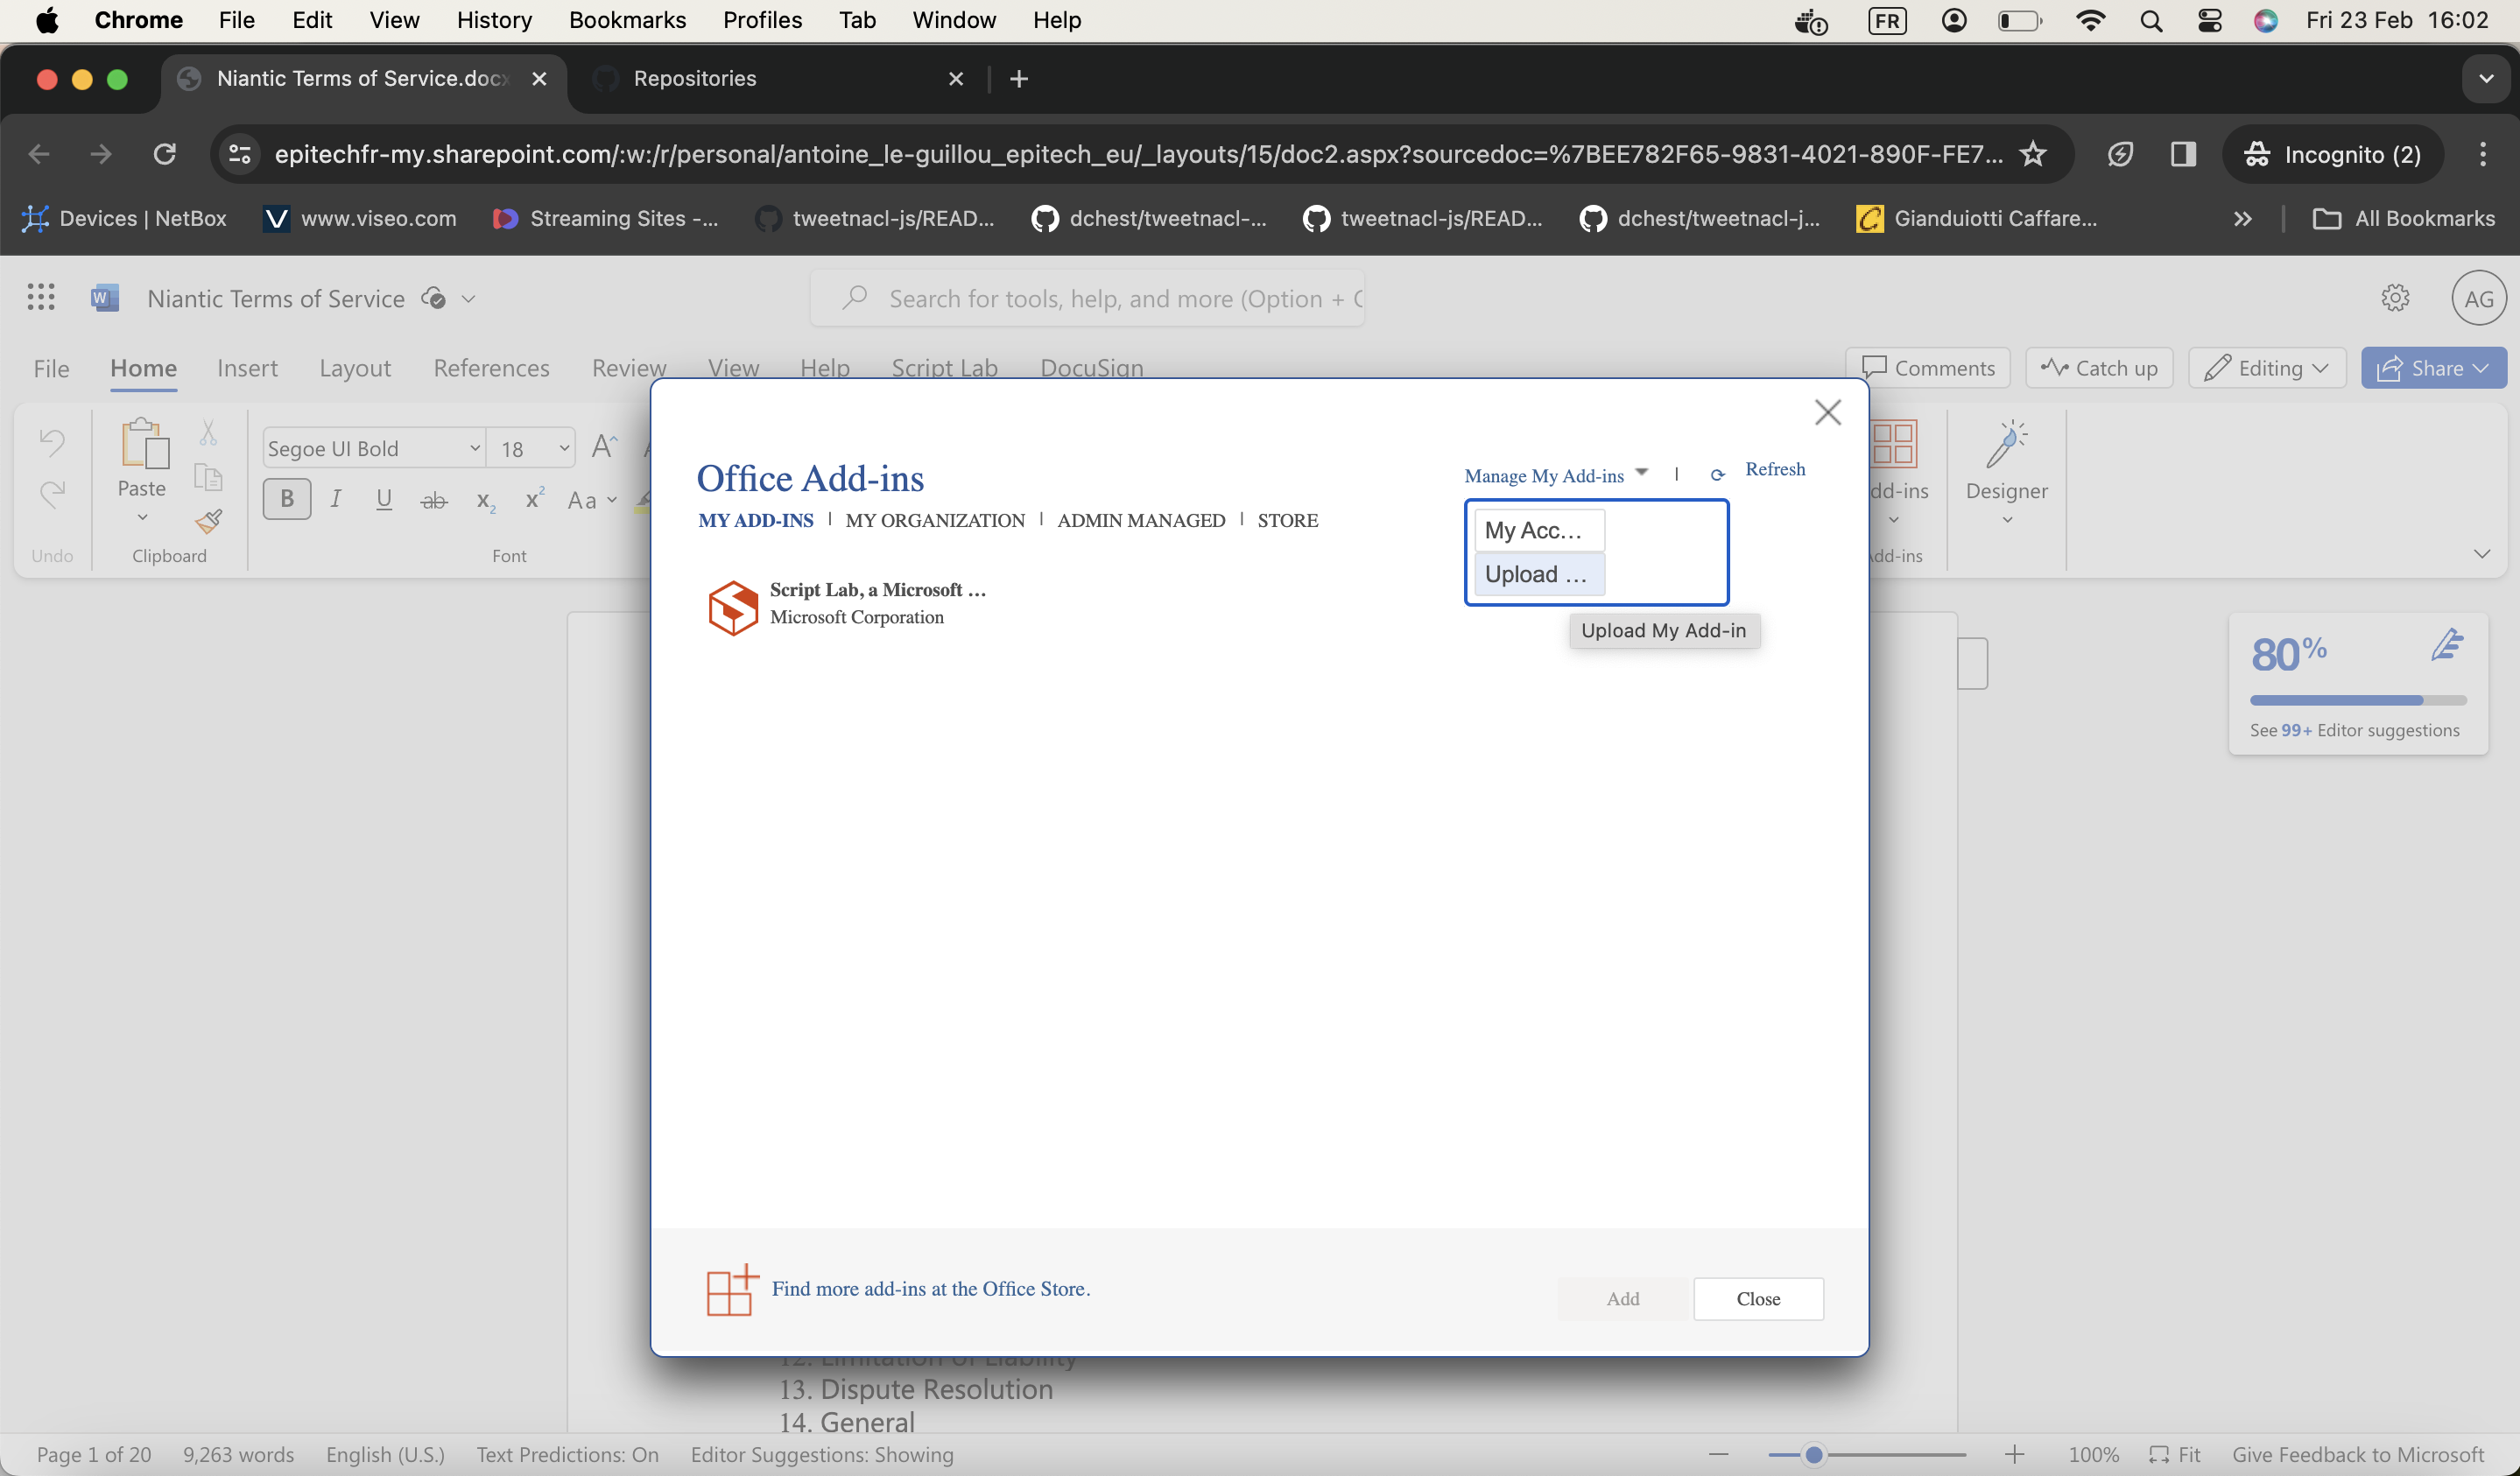 Chrome File Edit View History Bookmarks Profiles Tab Window Help FR Fri 23 Feb 16:02
Niantic Terms of Service.docx Repositories
epitechfr-my.sharepoint.com/:w:/r/personal/antoine_le-guillou_epitech_eu/_layouts/15/doc2.aspx?sourcedoc=%7BEE782F65-9831-4021-890F-FE7... Incognito (2)
Devices | NetBox www.viseo.com Streaming Sites -... tweetnacl-js/READ... dchest/tweetnacl-... tweetnacl-js/READ... dchest/tweetnacl-j... Gianduiotti Caffare... All Bookmarks
Niantic Terms of Service Search for tools, help, and more (Option + AG
File Home Insert Layout References Review View Help Script Lab DocuSign Comments Catch up Editing Share
Segoe UI Bold 18
Paste dd-ins Designer
Undo Clipboard Font dd-ins
Office Add-ins Manage My Add-ins | Refresh
MY ADD-INS | MY ORGANIZATION | ADMIN MANAGED | STORE
My Acc...
Upload ...
Upload My Add-in
Script Lab, a Microsoft ...
Microsoft Corporation
80%
See 99+ Editor suggestions
Find more add-ins at the Office Store.
Add Close
12. Limitation of Liability
13. Dispute Resolution
14. General
Page 1 of 20 9,263 words English (U.S.) Text Predictions: On Editor Suggestions: Showing 100% Fit Give Feedback to Microsoft